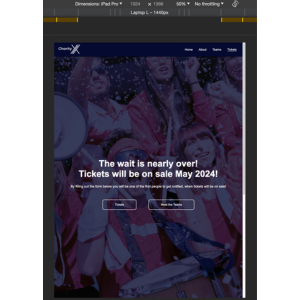 Dimensions: iPad Pro ▼ 1024 × 1366 50% ▼ No throttling ▼
Laptop L – 1440px
Charity X
Home About Teams Tickets
The wait is nearly over!
Tickets will be on sale May 2024!
By filling out the form below you will be one of the first people to get notified, when tickets will be on sale!
Tickets Meet the Teams